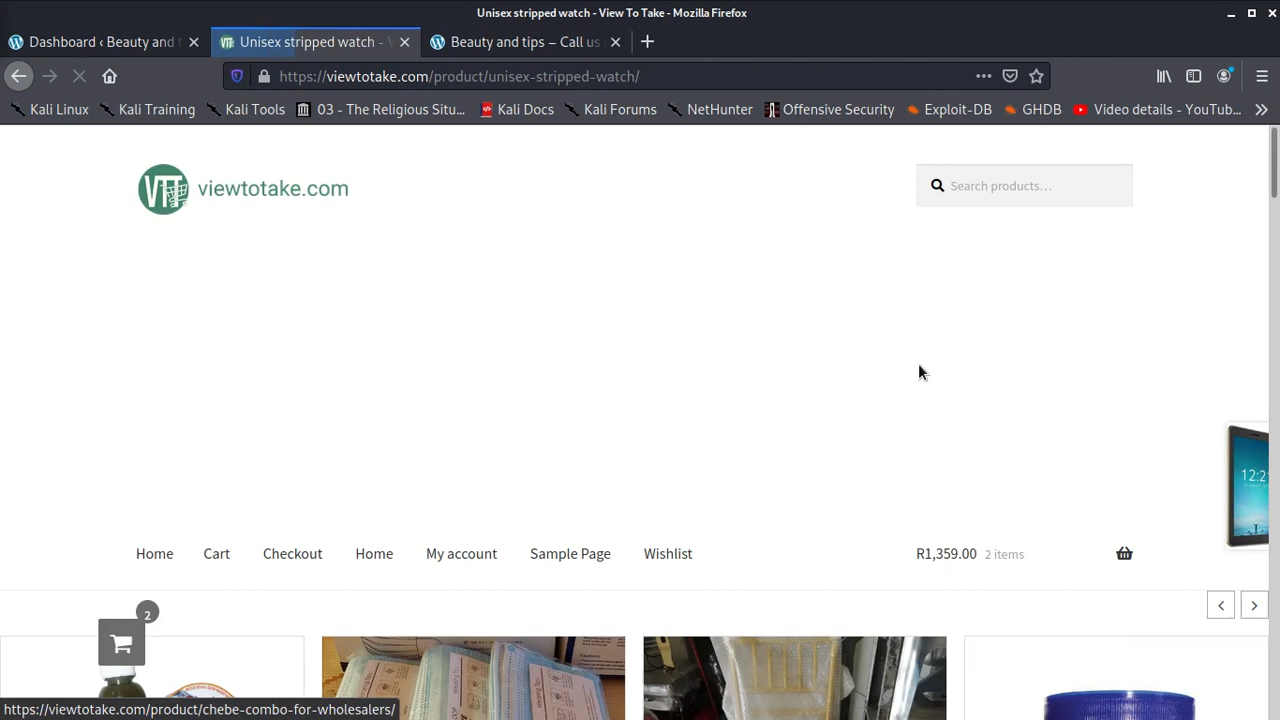 Unisex stripped watch - View To Take - Mozilla Firefox
Dashboard ‹ Beauty and t
Unisex stripped watch -
Beauty and tips – Call us
https://viewtotake.com/product/unisex-stripped-watch/
Kali Linux
Kali Training
Kali Tools
03 - The Religious Situ...
Kali Docs
Kali Forums
NetHunter
Offensive Security
Exploit-DB
GHDB
Video details - YouTub...
VTT viewtotake.com
Search products...
12:2
Home
Cart
Checkout
Home
My account
Sample Page
Wishlist
R1,359.00 2 items
2
https://viewtotake.com/product/chebe-combo-for-wholesalers/